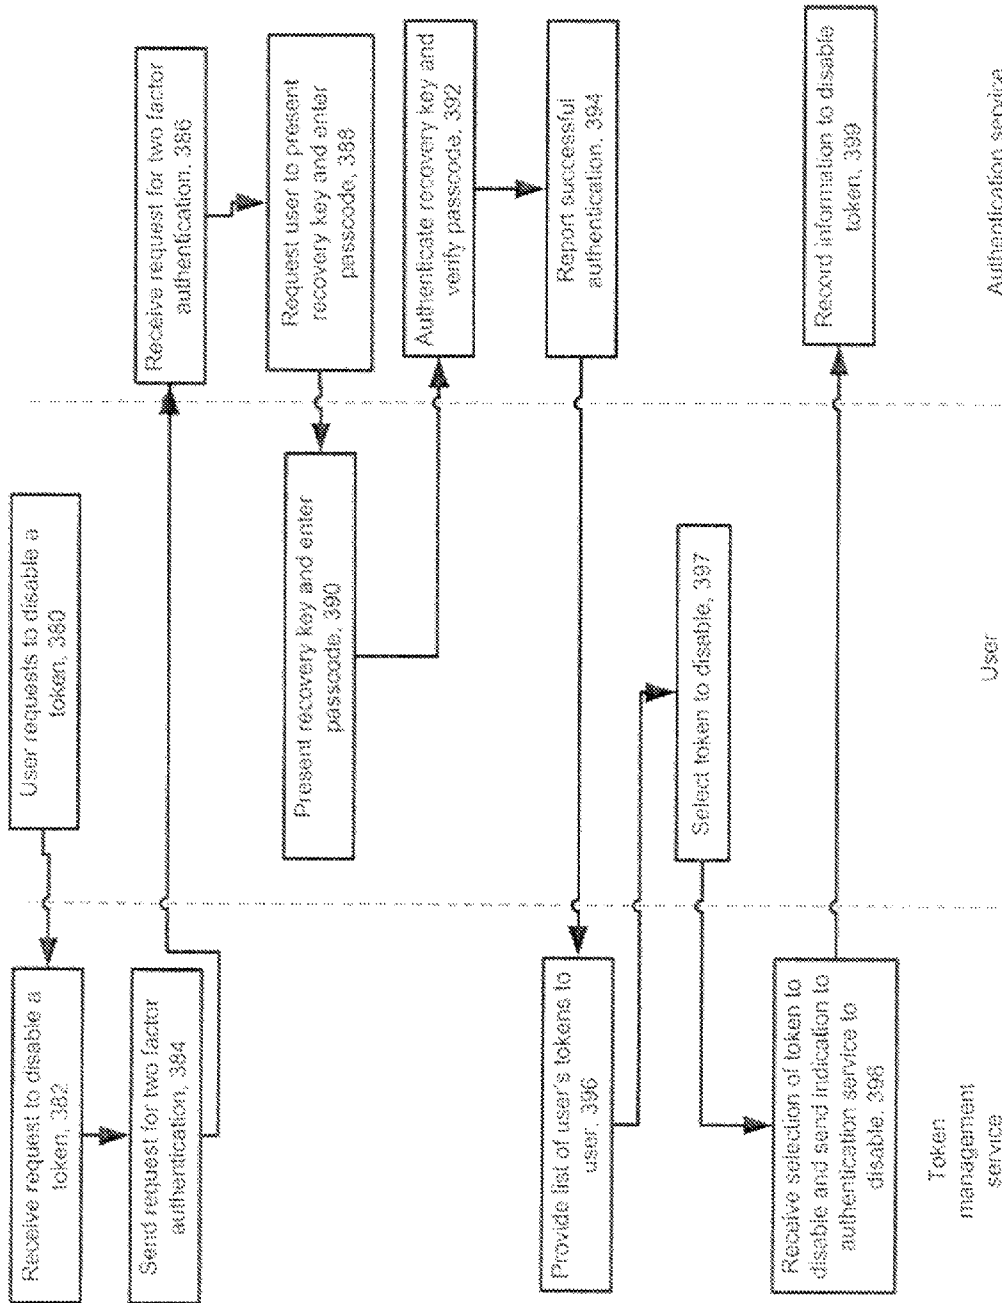 User requests to disable a
token, 380
Receive request to disable a
token, 382
Send request for two factor
authentication, 384
Receive request for two factor
authentication, 386
Request user to present
recovery key and enter
passcode, 388
Present recovery key and enter
passcode, 390
Authenticate recovery key and
verify passcode, 392
Report successful
authentication, 394
Provide list of user's tokens to
user, 396
Select token to disable, 397
Receive selection of token to
disable and send indication to
authentication service to
disable, 398
Record information to disable
token, 399
Token
management
service
User
Authentication service